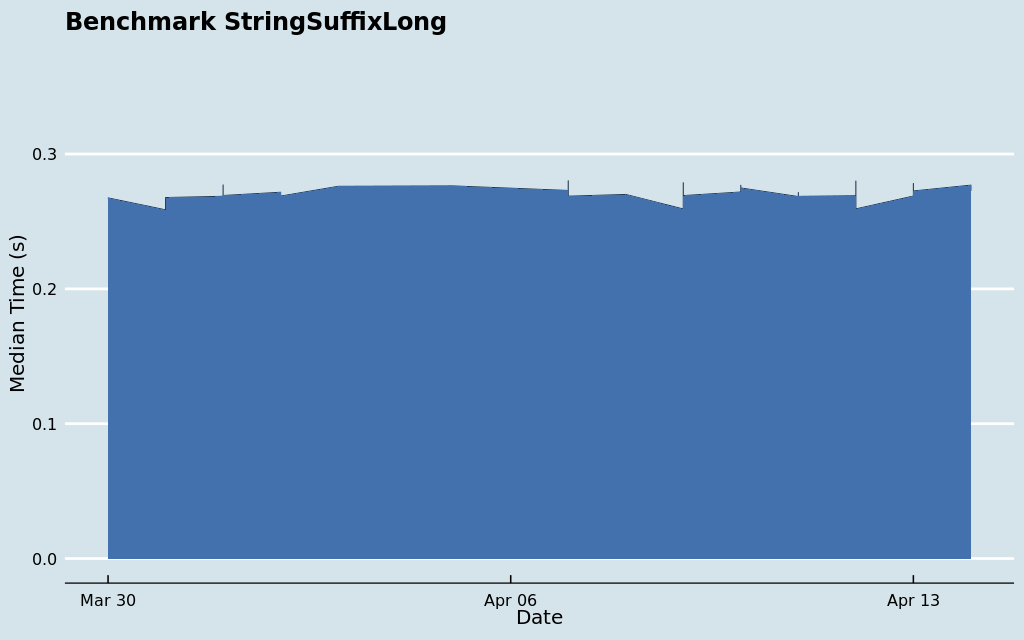 Benchmark StringSuffixLong
Median Time (s)
0.3
0.2
0.1
0.0
Mar 30
Apr 06
Apr 13
Date